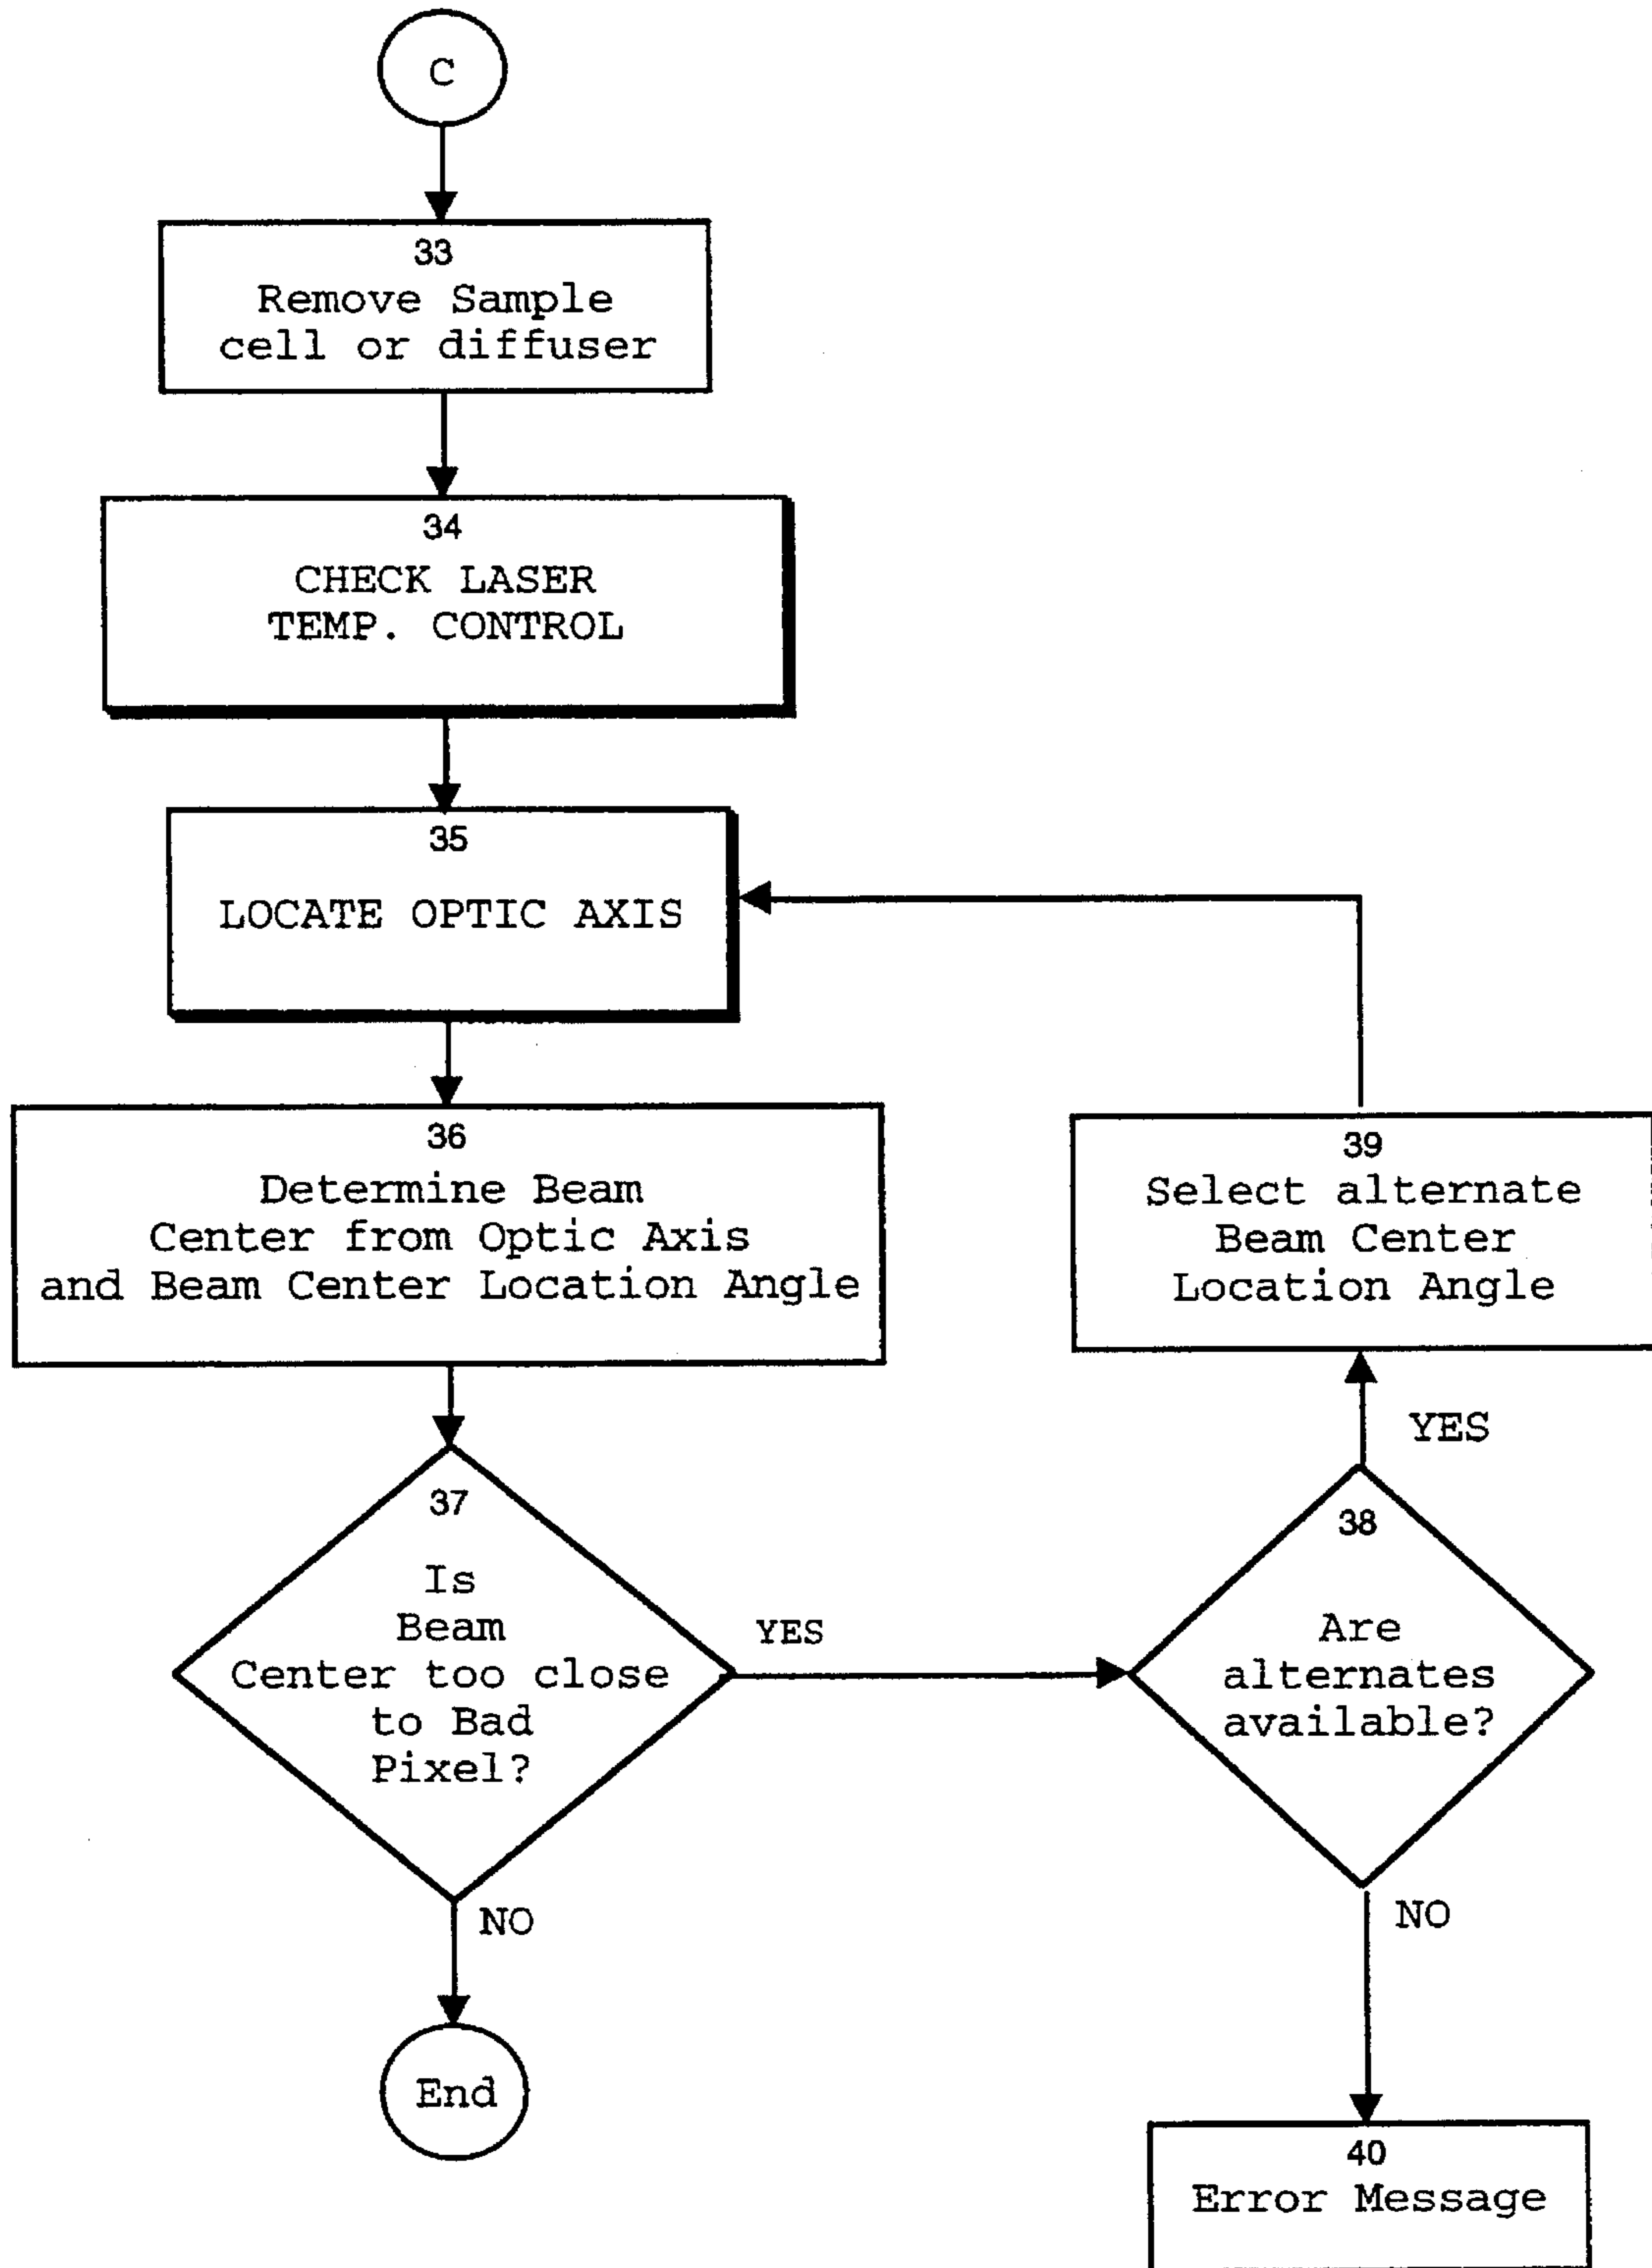 C
33
Remove Sample
cell or diffuser
34
CHECK LASER
TEMP. CONTROL
35
LOCATE OPTIC AXIS
36
Determine Beam
Center from Optic Axis
and Beam Center Location Angle
39
Select alternate
Beam Center
Location Angle
YES
37
Is
Beam
Center too close
to Bad
Pixel?
YES
38
Are
alternates
available?
NO
NO
End
40
Error Message